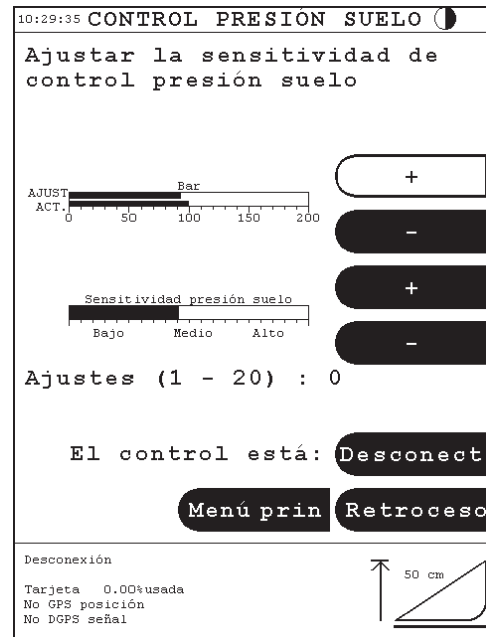 10:29:35 CONTROL PRESIÓN SUELO
Ajustar la sensitividad de
control presión suelo
Bar
AJUST
ACT.
0 50 100 150 200
+
-
+
-
Sensitividad presión suelo
Bajo Medio Alto
Ajustes (1 - 20) : 0
El control está: Desconect
Menú prin Retroceso
Desconexión
Tarjeta 0.00%usada
No GPS posición
No DGPS señal
50 cm